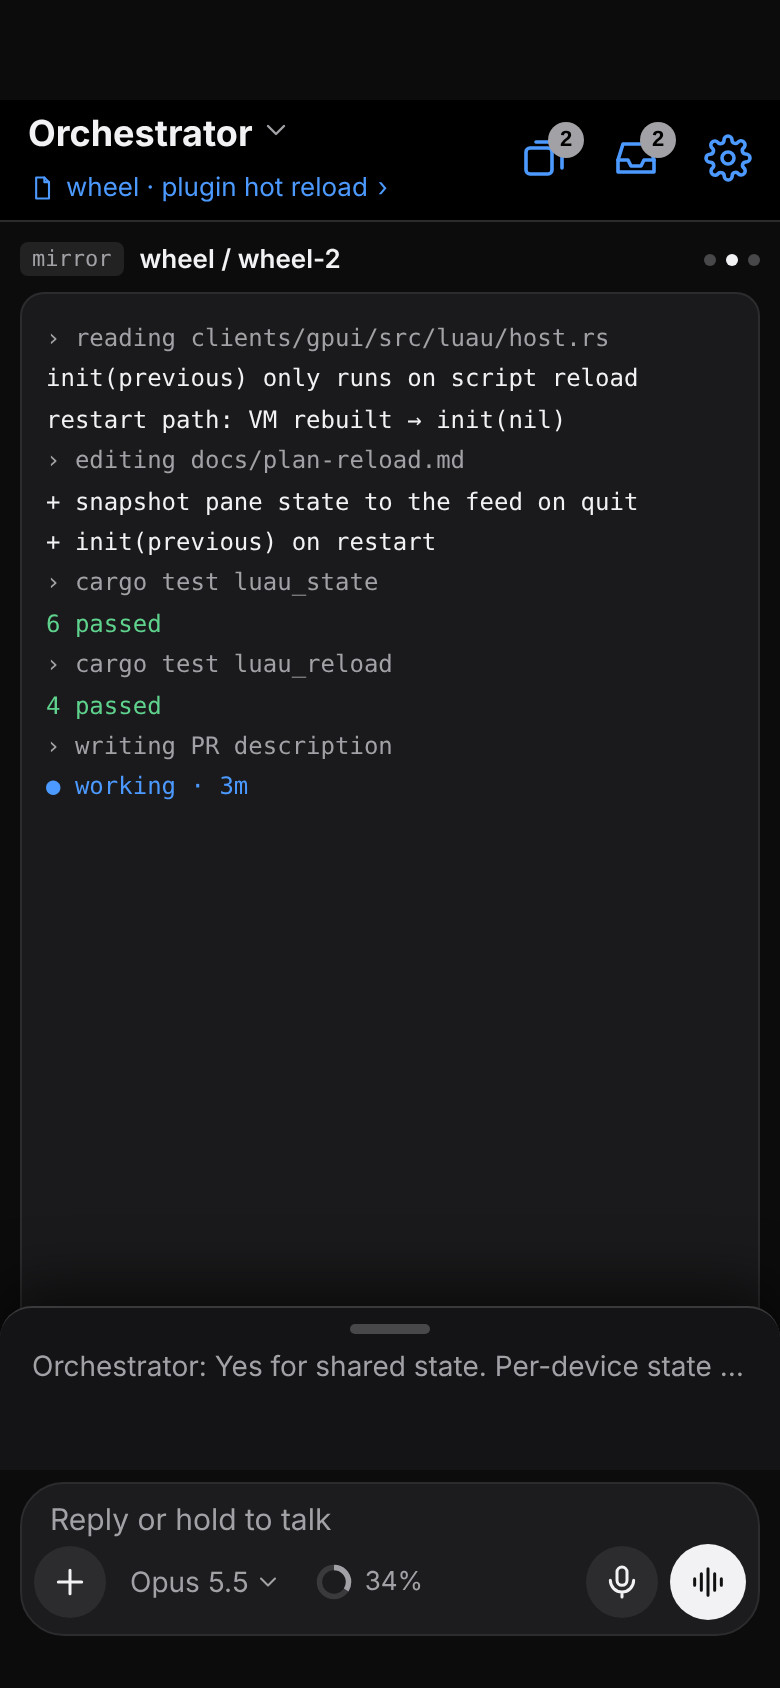 Orchestrator
2
2
wheel · plugin hot reload ›
mirror wheel / wheel-2
› reading clients/gpui/src/luau/host.rs
init(previous) only runs on script reload
restart path: VM rebuilt → init(nil)
› editing docs/plan-reload.md
+ snapshot pane state to the feed on quit
+ init(previous) on restart
› cargo test luau_state
6 passed
› cargo test luau_reload
4 passed
› writing PR description
● working · 3m
Orchestrator: Yes for shared state. Per-device state ...
Reply or hold to talk
Opus 5.5 34%